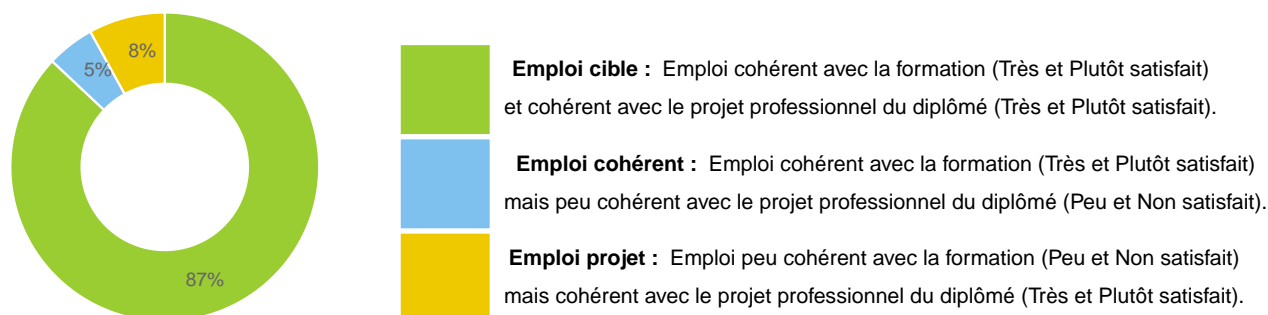 8%
5%
87%
Emploi cible : Emploi cohérent avec la formation (Très et Plutôt satisfait)
et cohérent avec le projet professionnel du diplômé (Très et Plutôt satisfait).
Emploi cohérent : Emploi cohérent avec la formation (Très et Plutôt satisfait)
mais peu cohérent avec le projet professionnel du diplômé (Peu et Non satisfait).
Emploi projet : Emploi peu cohérent avec la formation (Peu et Non satisfait)
mais cohérent avec le projet professionnel du diplômé (Très et Plutôt satisfait).